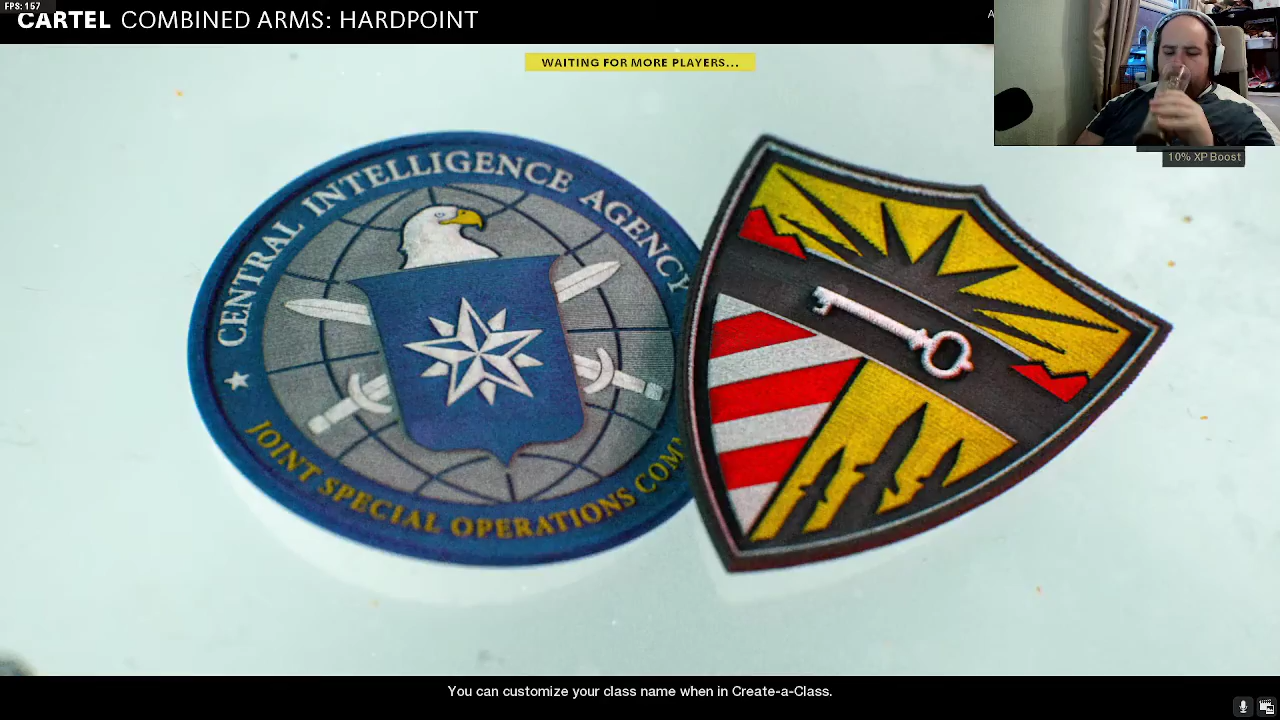 FPS: 157
CARTEL COMBINED ARMS: HARDPOINT
A
WAITING FOR MORE PLAYERS...
10% XP Boost
CENTRAL INTELLIGENCE AGENCY
JOINT SPECIAL OPERATIONS COM
You can customize your class name when in Create-a-Class.